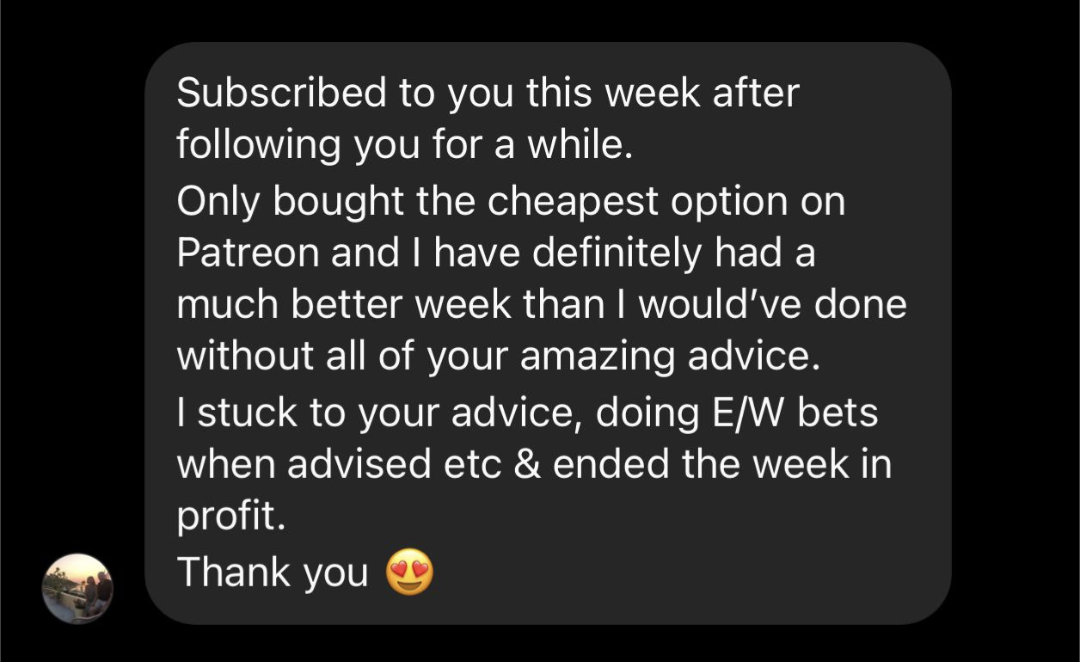 Subscribed to you this week after
following you for a while.
Only bought the cheapest option on
Patreon and I have definitely had a
much better week than I would’ve done
without all of your amazing advice.
I stuck to your advice, doing E/W bets
when advised etc & ended the week in
profit.
Thank you 😍